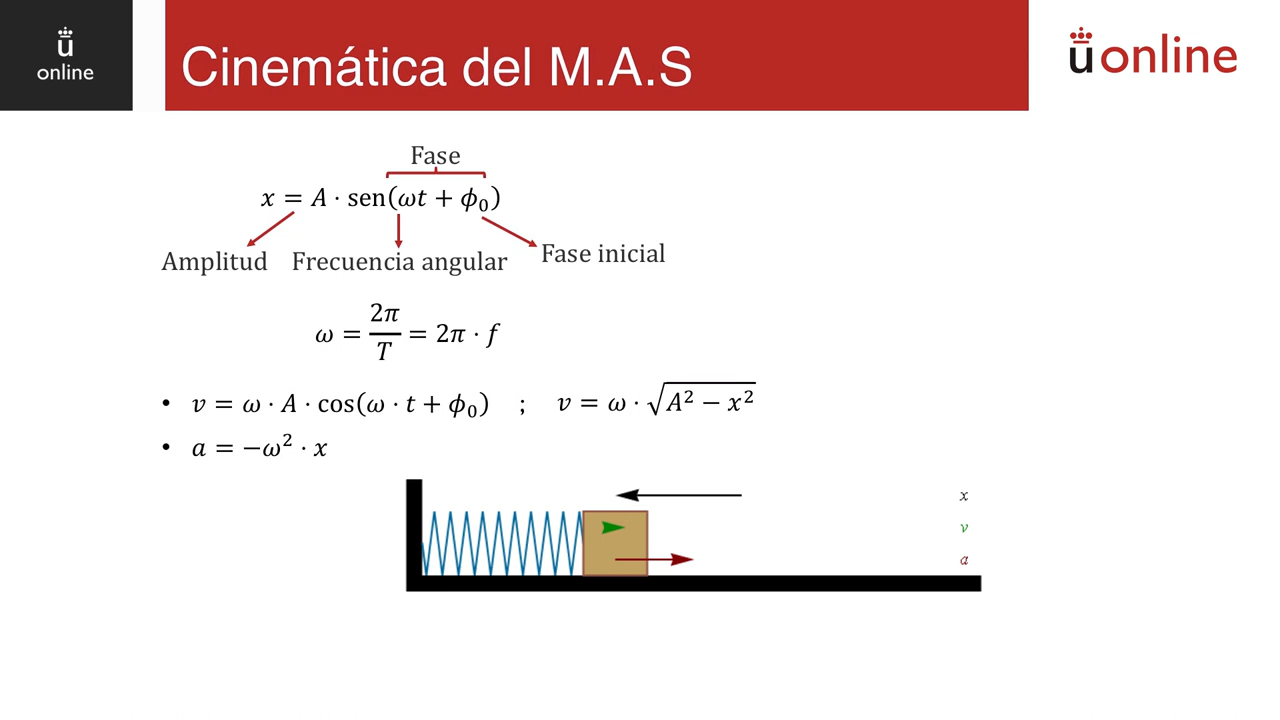 ü
online
Cinemática del M.A.S
üonline
Fase
x = A · sen(ωt + ϕ₀)
Amplitud Frecuencia angular Fase inicial
ω = 2π/T = 2π · f
• v = ω · A · cos(ω · t + ϕ₀) ; v = ω · √(A² − x²)
• a = −ω² · x
x
v
a